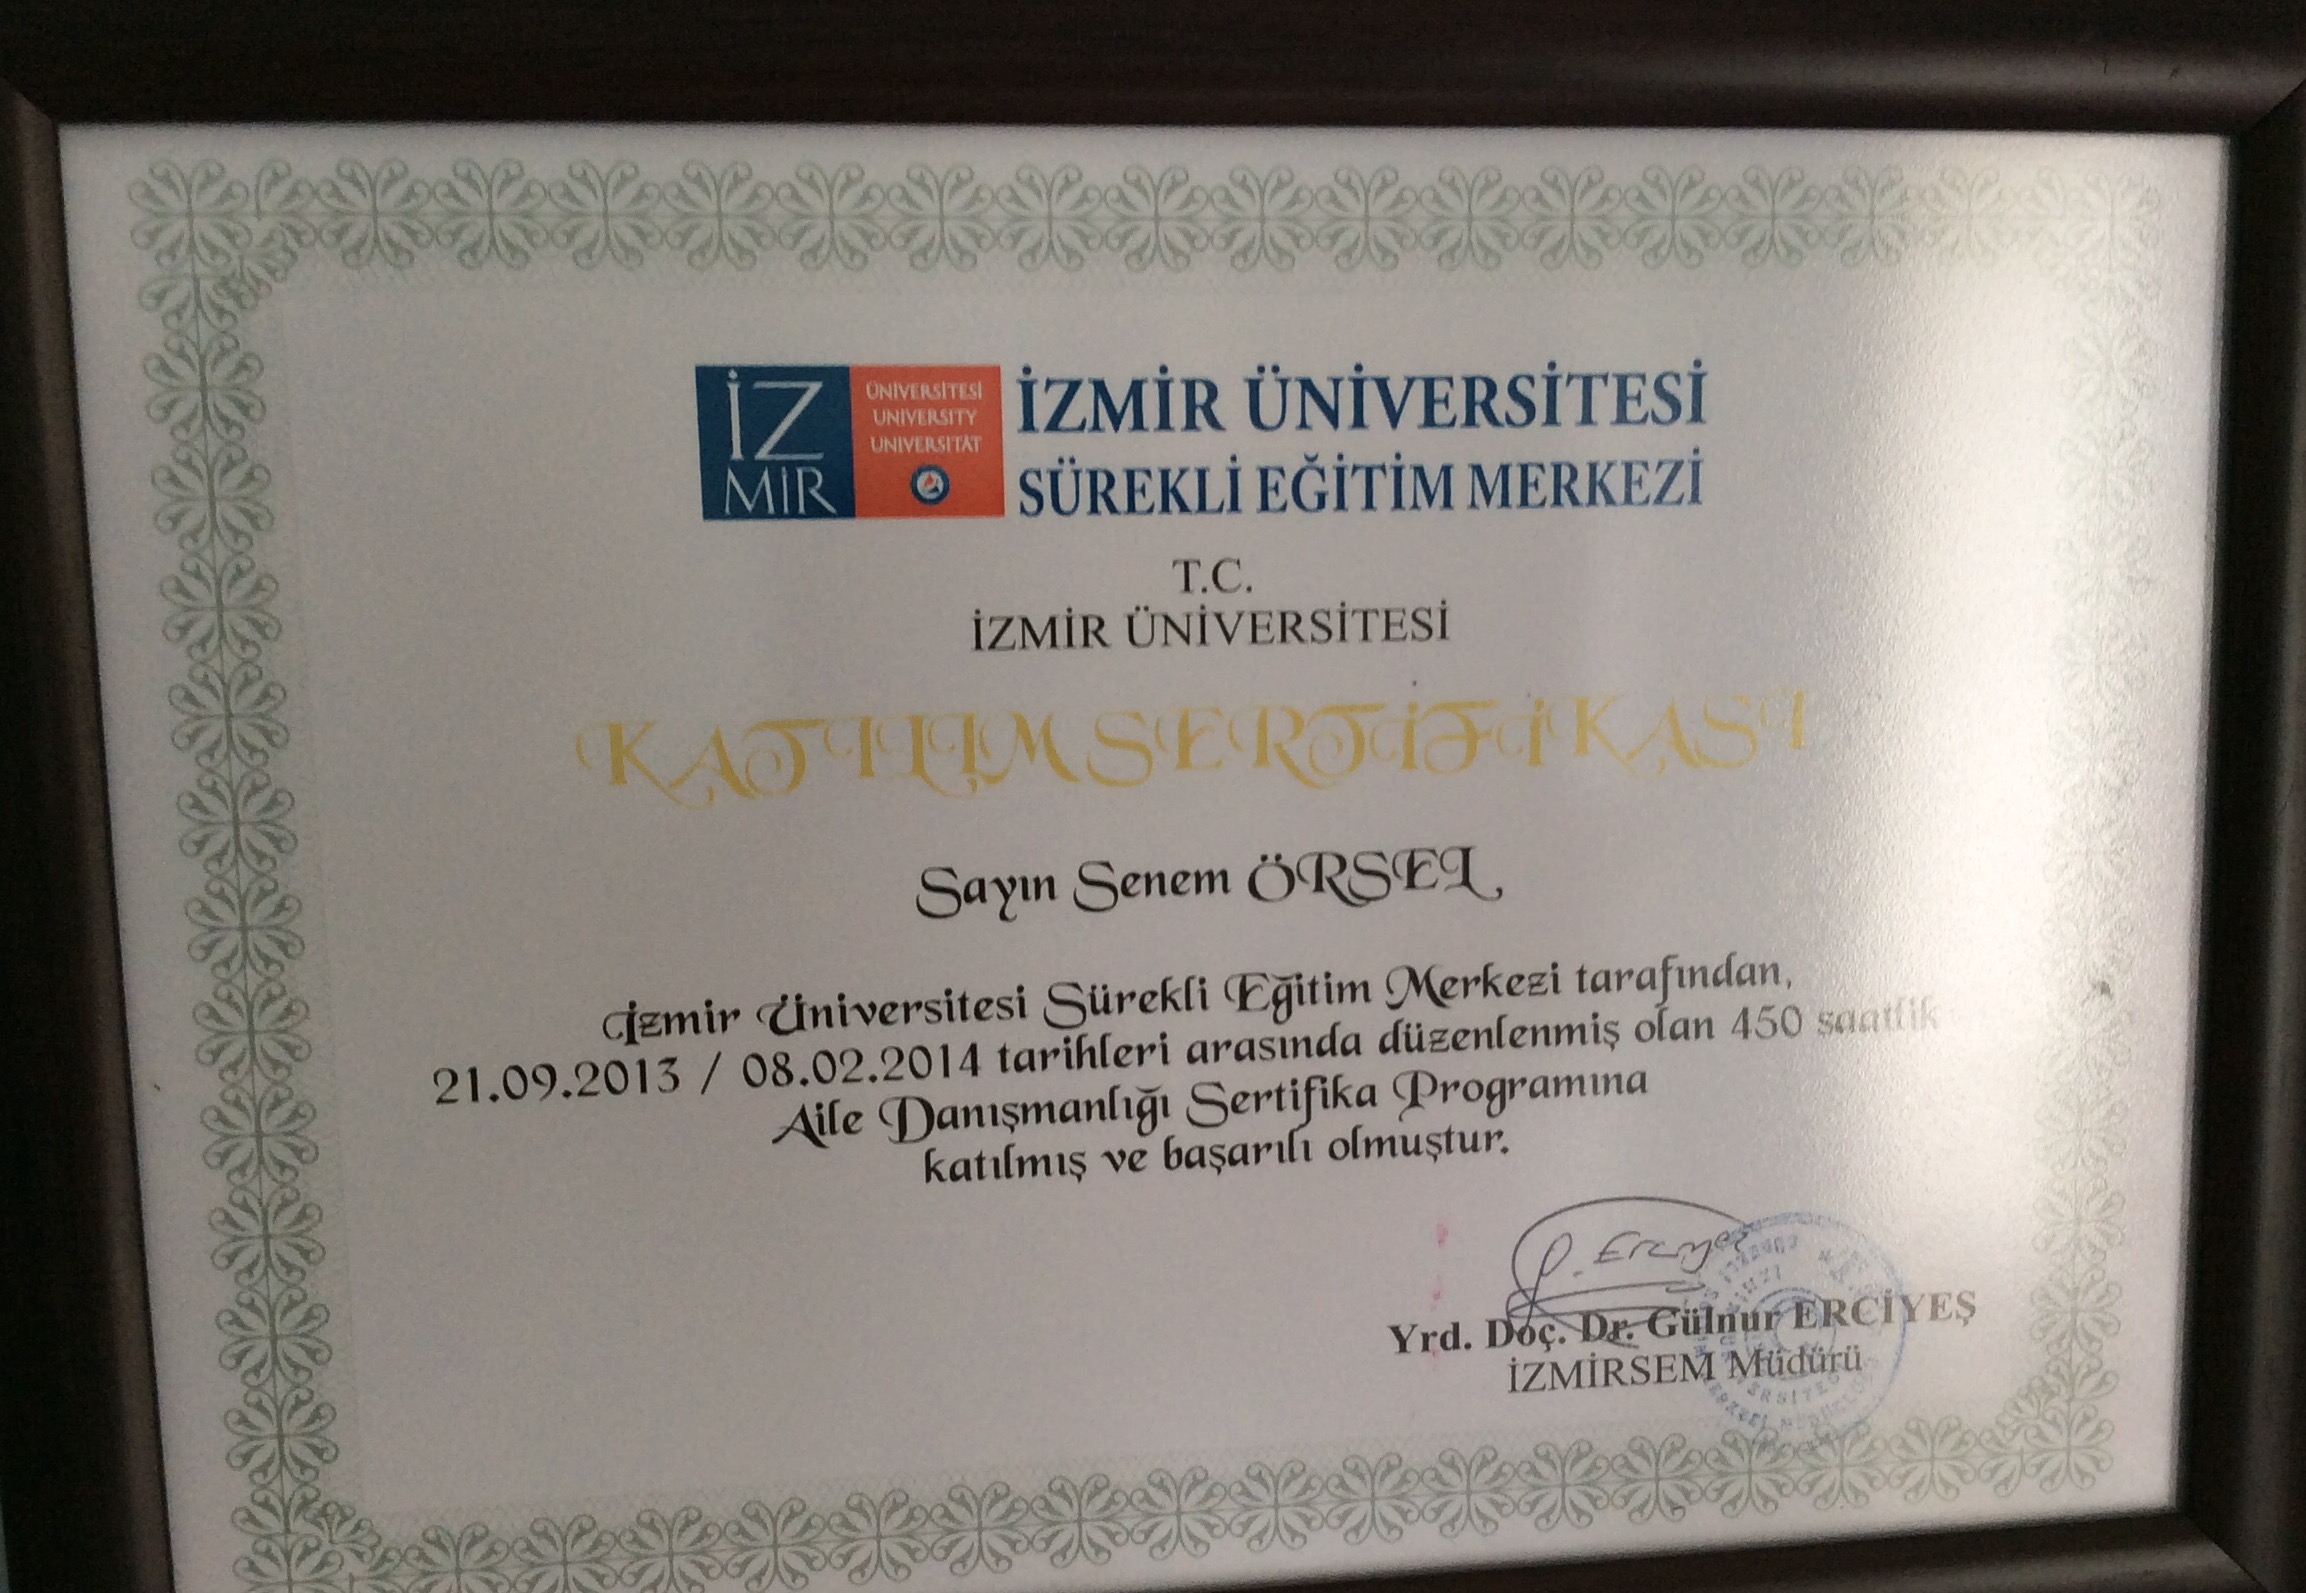 İZ
MİR
ÜNİVERSİTESİ
UNIVERSITY
UNIVERSITÄT
İZMİR ÜNİVERSİTESİ
SÜREKLİ EĞİTİM MERKEZİ
T.C.
İZMİR ÜNİVERSİTESİ
KATILIM SERTİFİKASI
Sayın Senem ÖRSEL
İzmir Üniversitesi Sürekli Eğitim Merkezi tarafından,
21.09.2013 / 08.02.2014 tarihleri arasında düzenlenmiş olan 450 saatlik
Aile Danışmanlığı Sertifika Programına
katılmış ve başarılı olmuştur.
Yrd. Doç. Dr. Gülnur ERCİYEŞ
İZMİRSEM Müdürü